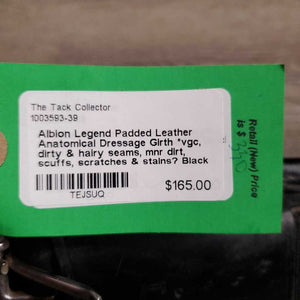 The Tack Collector
1003593-39
Albion Legend Padded Leather
Anatomical Dressage Girth *vgc,
dirty & hairy seams, mnr dirt,
scuffs, scratches & stains? Black
TEJSUQ
$165.00
Retail (New) Price
is $